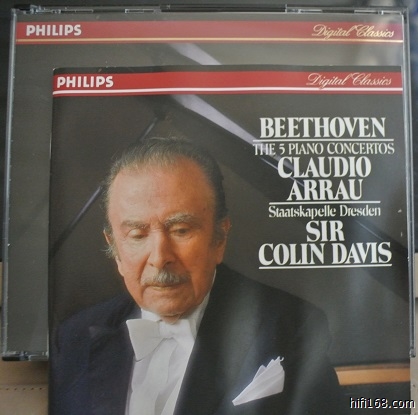 PHILIPS Digital Classics
PHILIPS Digital Classics
BEETHOVEN
THE 5 PIANO CONCERTOS
CLAUDIO
ARRAU
Staatskapelle Dresden
SIR
COLIN DAVIS
hifi168.com